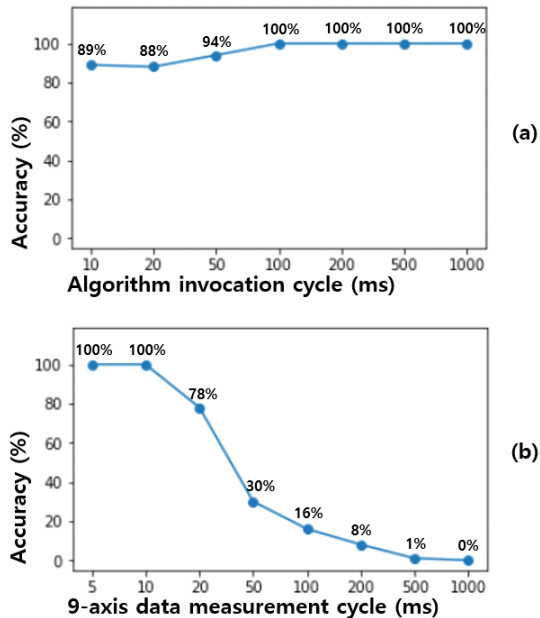 89% 88% 94% 100% 100% 100% 100%
100
80
60
40
20
0
Accuracy (%)
(a)
10 20 50 100 200 500 1000
Algorithm invocation cycle (ms)
100% 100% 78% 30% 16% 8% 1% 0%
100
80
60
40
20
0
Accuracy (%)
(b)
5 10 20 50 100 200 500 1000
9-axis data measurement cycle (ms)